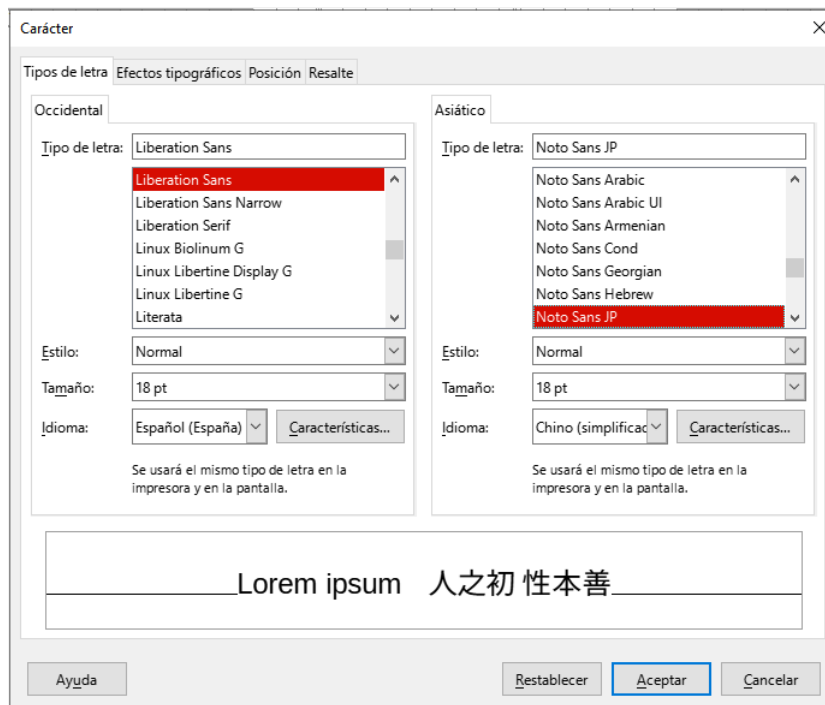 Carácter
Tipos de letra Efectos tipográficos Posición Resalte
Occidental
Tipo de letra: Liberation Sans
Liberation Sans
Liberation Sans Narrow
Liberation Serif
Linux Biolinum G
Linux Libertine Display G
Linux Libertine G
Literata
Estilo: Normal
Tamaño: 18 pt
Idioma: Español (España) Características...
Se usará el mismo tipo de letra en la
impresora y en la pantalla.
Asiático
Tipo de letra: Noto Sans JP
Noto Sans Arabic
Noto Sans Arabic UI
Noto Sans Armenian
Noto Sans Cond
Noto Sans Georgian
Noto Sans Hebrew
Noto Sans JP
Estilo: Normal
Tamaño: 18 pt
Idioma: Chino (simplificac Características...
Se usará el mismo tipo de letra en la
impresora y en la pantalla.
Lorem ipsum 人之初 性本善
Ayuda Restablecer Aceptar Cancelar